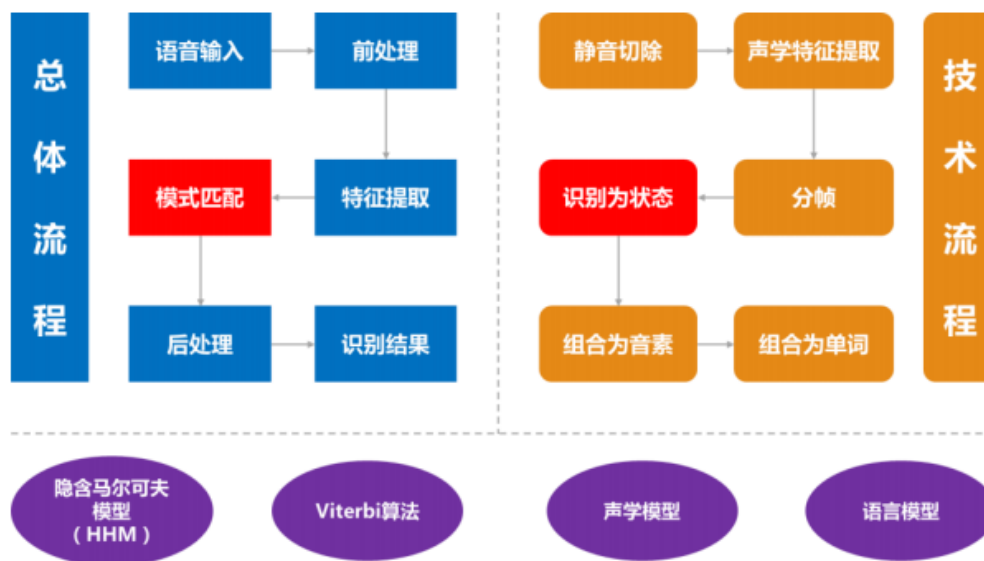 总体流程
语音输入
前处理
模式匹配
特征提取
后处理
识别结果
静音切除
声学特征提取
识别为状态
分帧
组合为音素
组合为单词
技术流程
隐含马尔可夫
模型
（HHM）
Viterbi算法
声学模型
语言模型